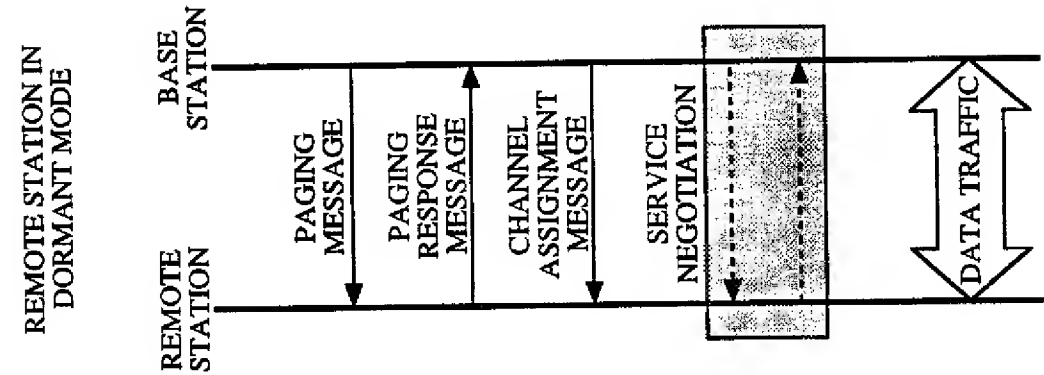 REMOTE STATION IN
DORMANT MODE
REMOTE
STATION
BASE
STATION
PAGING
MESSAGE
PAGING
RESPONSE
MESSAGE
CHANNEL
ASSIGNMENT
MESSAGE
SERVICE
NEGOTIATION
DATA TRAFFIC